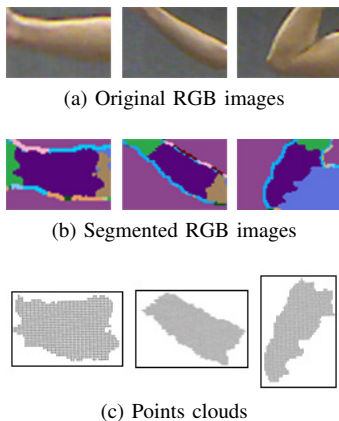 (a) Original RGB images
(b) Segmented RGB images
(c) Points clouds